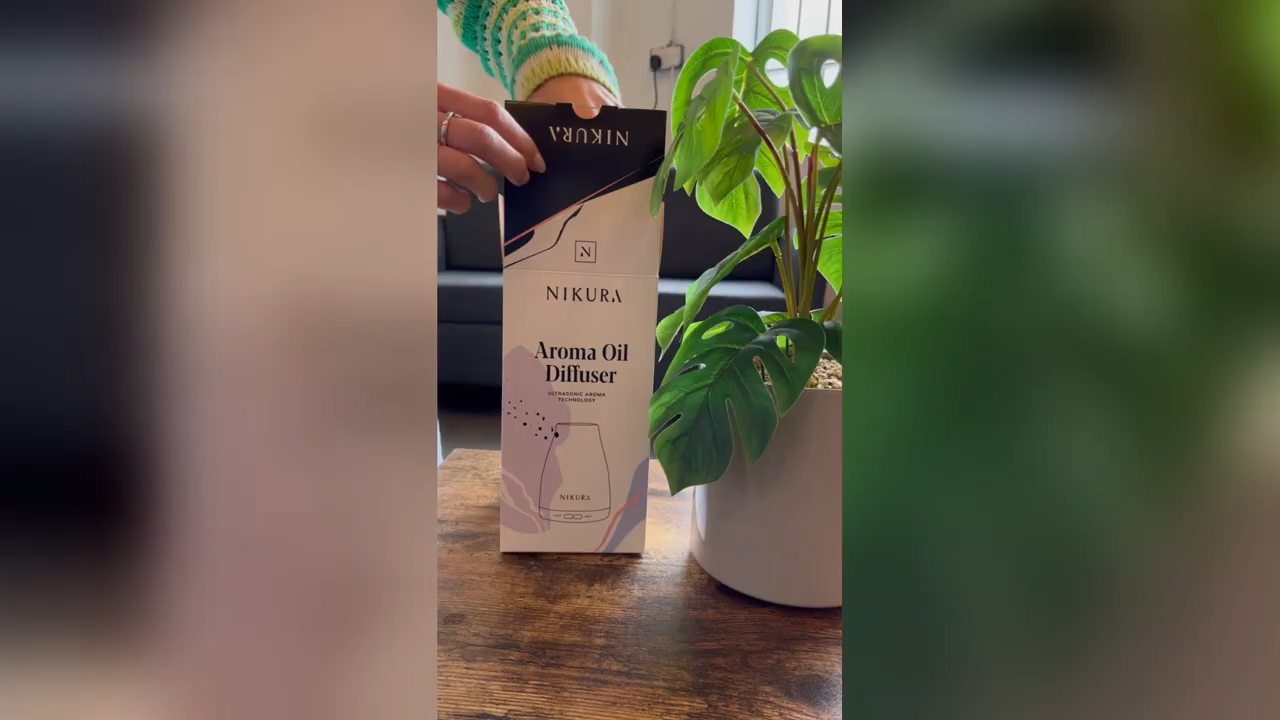 NIKURA
N
NIKURA
Aroma Oil
Diffuser
ULTRASONIC AROMA
TECHNOLOGY
NIKURA